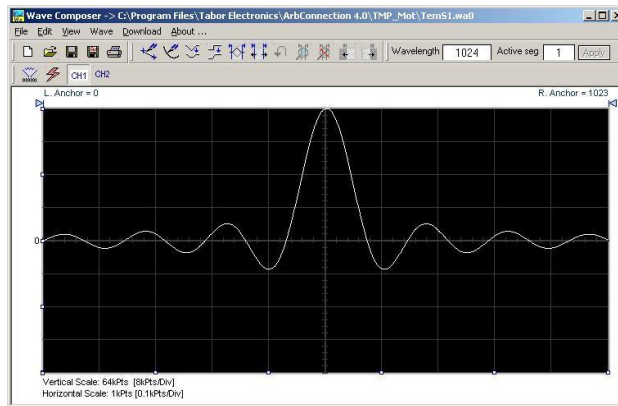 Wave Composer -> C:\Program Files\Tabor Electronics\ArbConnection 4.0\TMP_Mot\TemS1.wa0
File Edit View Wave Download About ...
Wavelength 1024 Active seg 1 Apply
CH1 CH2
L. Anchor = 0 R. Anchor = 1023
0
Vertical Scale: 64kPts [8kPts/Div]
Horizontal Scale: 1kPts [0.1kPts/Div]